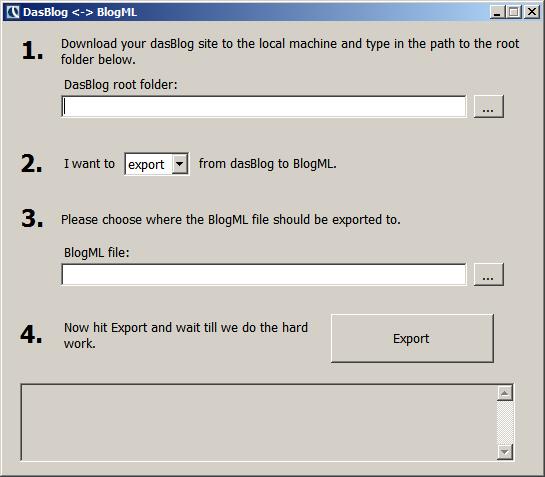 DasBlog <-> BlogML
1. Download your dasBlog site to the local machine and type in the path to the root
folder below.
DasBlog root folder:
...
2. I want to export from dasBlog to BlogML.
3. Please choose where the BlogML file should be exported to.
BlogML file:
...
4. Now hit Export and wait till we do the hard
work.
Export